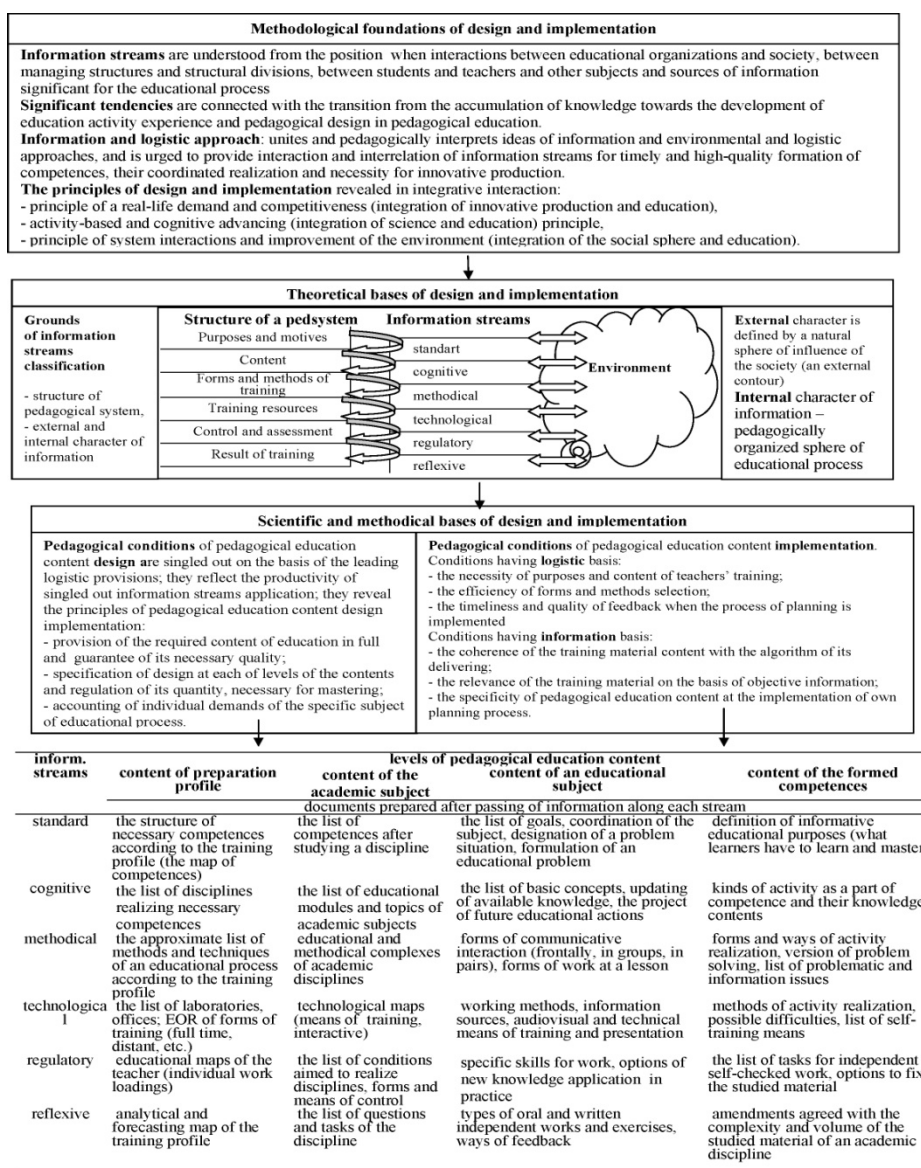 Methodological foundations of design and implementation
Information streams are understood from the position when interactions between educational organizations and society, between
managing structures and structural divisions, between students and teachers and other subjects and sources of information
significant for the educational process
Significant tendencies are connected with the transition from the accumulation of knowledge towards the development of
education activity experience and pedagogical design in pedagogical education.
Information and logistic approach: unites and pedagogically interprets ideas of information and environmental and logistic
approaches, and is urged to provide interaction and interrelation of information streams for timely and high-quality formation of
competences, their coordinated realization and necessity for innovative production.
The principles of design and implementation revealed in integrative interaction:
- principle of a real-life demand and competitiveness (integration of innovative production and education),
- activity-based and cognitive advancing (integration of science and education) principle,
- principle of system interactions and improvement of the environment (integration of the social sphere and education).
Theoretical bases of design and implementation
Grounds
of information
streams
classification
- structure of
pedagogical system,
- external and
internal character of
information
Structure of a pedsystem
Purposes and motives
Content
Forms and methods of
training
Training resources
Control and assessment
Result of training
Information streams
standart
cognitive
methodical
technological
regulatory
reflexive
Environment
External character is
defined by a natural
sphere of influence of
the society (an external
contour)
Internal character of
information –
pedagogically
organized sphere of
educational process
Scientific and methodical bases of design and implementation
Pedagogical conditions of pedagogical education
content design are singled out on the basis of the leading
logistic provisions; they reflect the productivity of
singled out information streams application; they reveal
the principles of pedagogical education content design
implementation:
- provision of the required content of education in full
and guarantee of its necessary quality;
- specification of design at each of levels of the contents
and regulation of its quantity, necessary for mastering;
- accounting of individual demands of the specific subject
of educational process.
Pedagogical conditions of pedagogical education content implementation.
Conditions having logistic basis:
- the necessity of purposes and content of teachers' training;
- the efficiency of forms and methods selection;
- the timeliness and quality of feedback when the process of planning is
implemented
Conditions having information basis:
- the coherence of the training material content with the algorithm of its
delivering;
- the relevance of the training material on the basis of objective information;
- the specificity of pedagogical education content at the implementation of own
planning process.
inform.
streams
levels of pedagogical education content
content of preparation
profile
content of the
academic subject
content of an educational
subject
content of the formed
competences
documents prepared after passing of information along each stream
standard
the structure of
necessary competences
according to the training
profile (the map of
competences)
the list of
competences after
studying a discipline
the list of goals, coordination of the
subject, designation of a problem
situation, formulation of an
educational problem
definition of informative
educational purposes (what
learners have to learn and master
cognitive
the list of disciplines
realizing necessary
competences
the list of educational
modules and topics of
academic subjects
the list of basic concepts, updating
of available knowledge, the project
of future educational actions
kinds of activity as a part of
competence and their knowledge
contents
methodical
the approximate list of
methods and techniques
of an educational process
according to the training
profile
educational and
methodical complexes
of academic
disciplines
forms of communicative
interaction (frontally, in groups, in
pairs), forms of work at a lesson
forms and ways of activity
realization, version of problem
solving, list of problematic and
information issues
technologica
l
the list of laboratories,
offices; EOR of forms of
training (full time,
distant, etc.)
technological maps
(means of training,
interactive)
working methods, information
sources, audiovisual and technical
means of training and presentation
methods of activity realization,
possible difficulties, list of self-
training means
regulatory
educational maps of the
teacher (individual work
loadings)
the list of conditions
aimed to realize
disciplines, forms and
means of control
specific skills for work, options of
new knowledge application in
practice
the list of tasks for independent
self-checked work, options to fix
the studied material
reflexive
analytical and
forecasting map of the
training profile
the list of questions
and tasks of the
discipline
types of oral and written
independent works and exercises,
ways of feedback
amendments agreed with the
complexity and volume of the
studied material of an academic
discipline